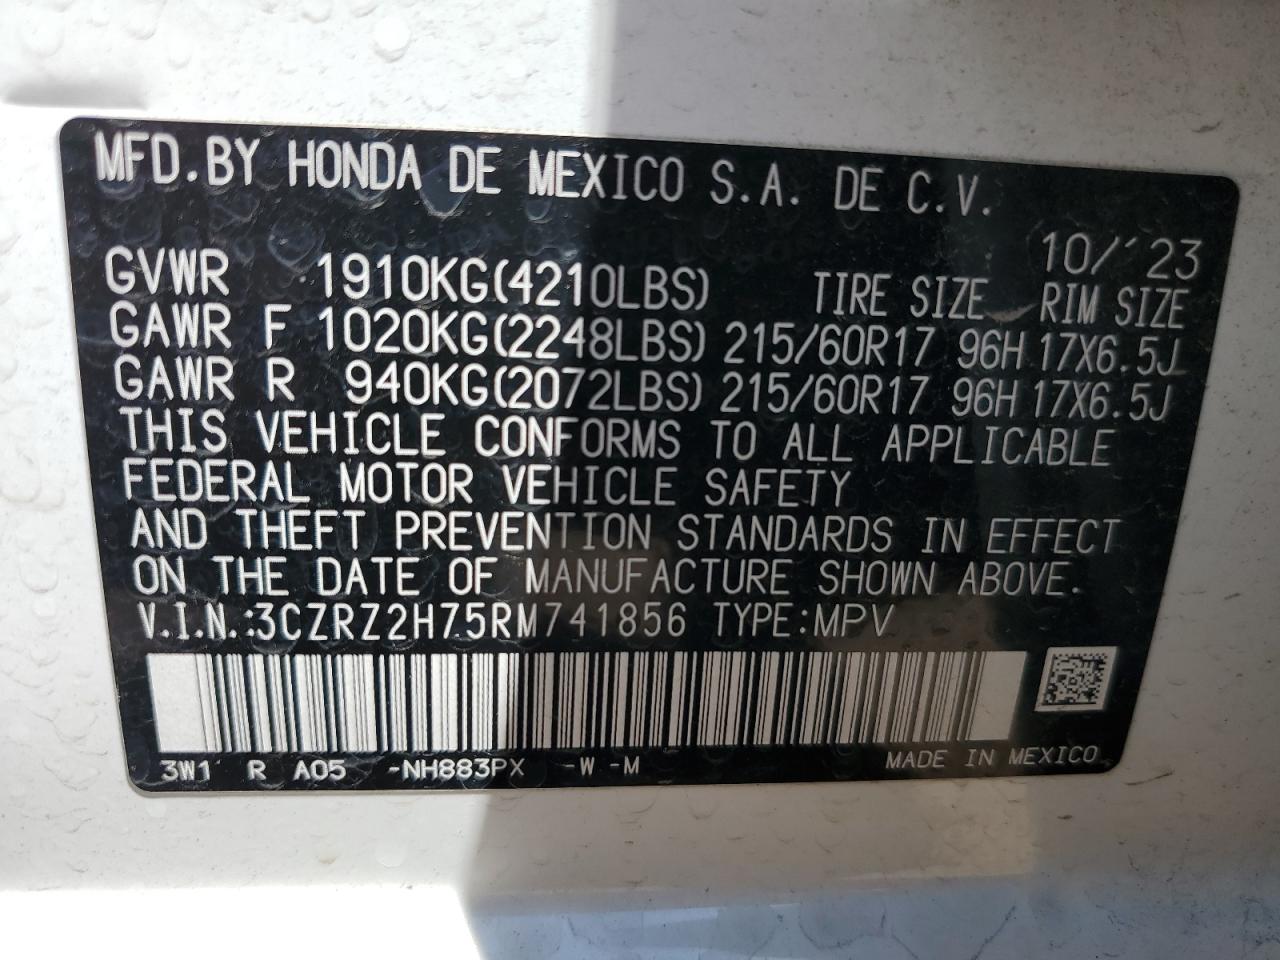 MFD.BY HONDA DE MEXICO S.A. DE C.V.
10/'23
GVWR 1910KG(4210LBS) TIRE SIZE RIM SIZE
GAWR F 1020KG(2248LBS) 215/60R17 96H 17X6.5J
GAWR R 940KG(2072LBS) 215/60R17 96H 17X6.5J
THIS VEHICLE CONFORMS TO ALL APPLICABLE
FEDERAL MOTOR VEHICLE SAFETY
AND THEFT PREVENTION STANDARDS IN EFFECT
ON THE DATE OF MANUFACTURE SHOWN ABOVE.
V.I.N.:3CZRZ2H75RM741856 TYPE:MPV
3W1 R A05 -NH883PX -W -M MADE IN MEXICO